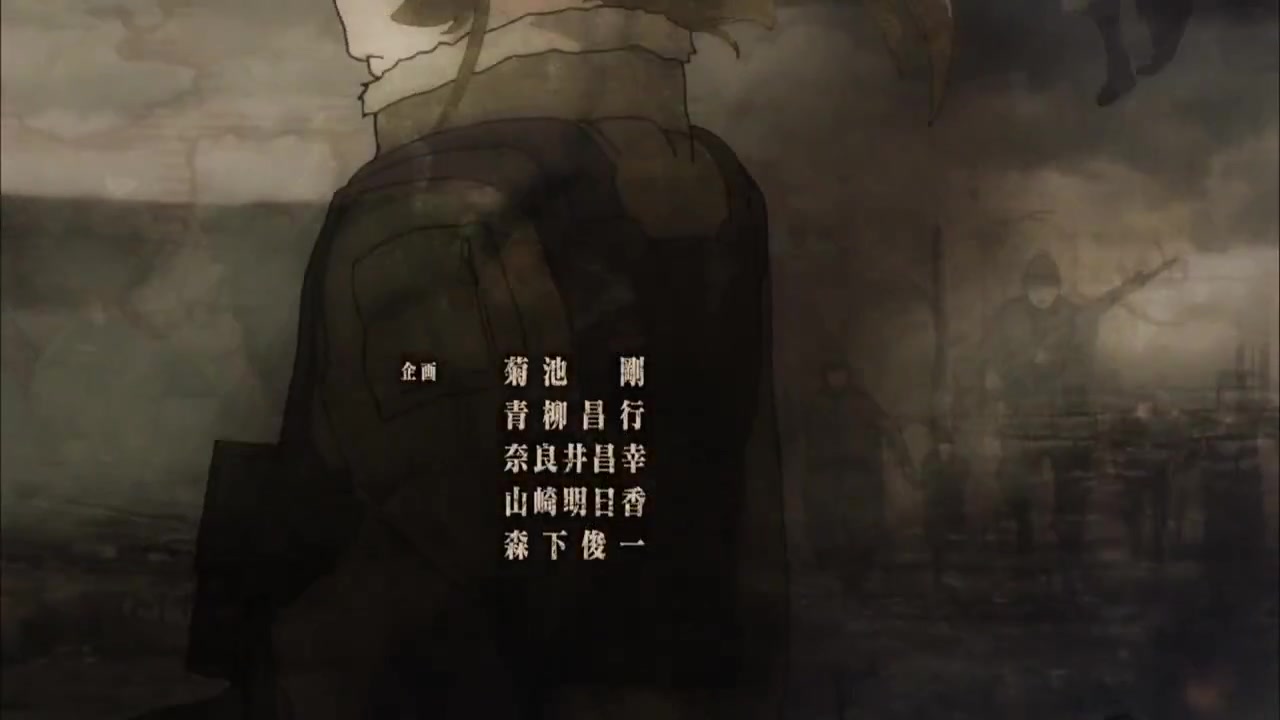 企画 菊池 剛
青柳昌行
奈良井昌幸
山崎明日香
森下俊一